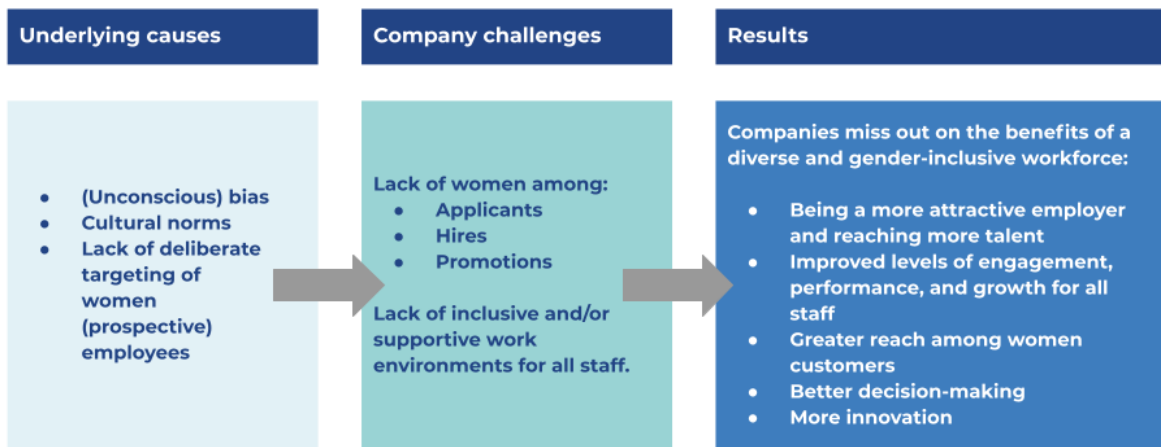 Underlying causes
● (Unconscious) bias
● Cultural norms
● Lack of deliberate
targeting of
women
(prospective)
employees
Company challenges
Lack of women among:
● Applicants
● Hires
● Promotions
Lack of inclusive and/or
supportive work
environments for all staff.
Results
Companies miss out on the benefits of a
diverse and gender-inclusive workforce:
● Being a more attractive employer
and reaching more talent
● Improved levels of engagement,
performance, and growth for all
staff
● Greater reach among women
customers
● Better decision-making
● More innovation